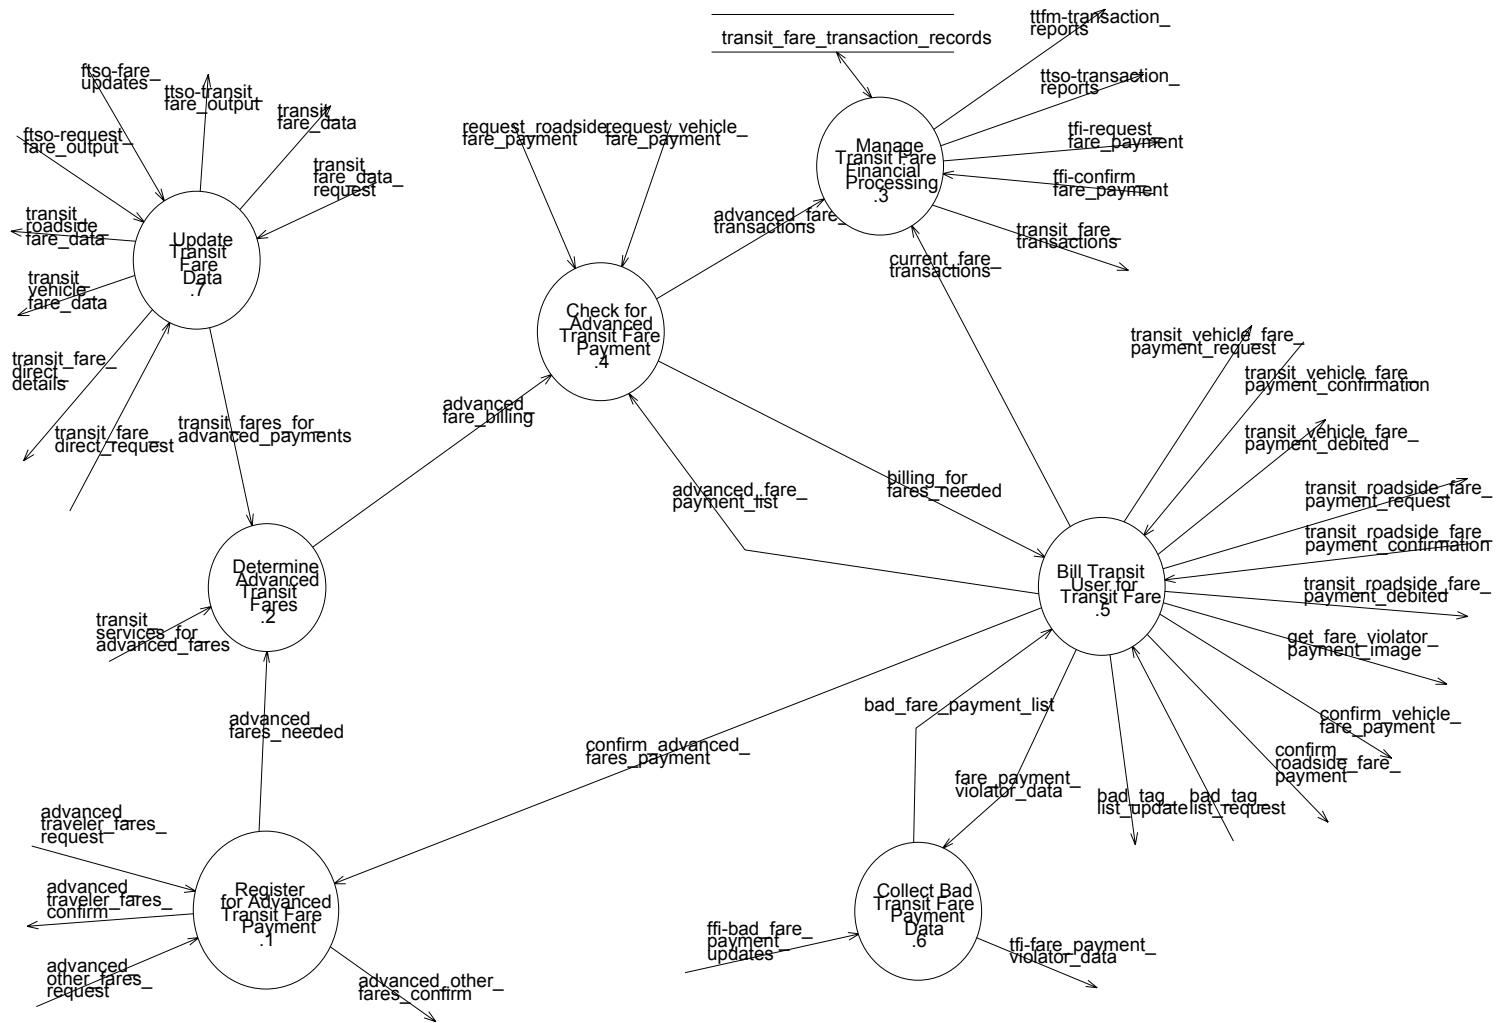 transit_fare_transaction_records
ttfm-transaction_
reports
ttso-transaction_
reports
tfi-request_
fare_payment
ffi-confirm_
fare_payment
transit_fare_
transactions
Manage
Transit Fare
Financial
Processing
.3
ftso-fare_
updates_
ttso-transit_
fare_output_
transit_
fare_data
ftso-request_
fare_output_
transit_
fare_data_
request
transit_
roadside_
fare_data_
transit_
vehicle_
fare_data
Update
Transit
Fare
Data
.7
transit_fare_
direct_
details
transit_fare_
direct_request
transit_fares_for_
advanced_payments
request_roadside_
fare_payment
request_vehicle_
fare_payment
advanced_fare_
transactions
current_fare_
transactions
Check for
Advanced
Transit Fare
Payment
.4
advanced_
fare_billing
advanced_fare_
payment_list
billing_for_
fares_needed
transit_vehicle_fare_
payment_request
transit_vehicle_fare_
payment_confirmation
transit_vehicle_fare_
payment_debited
transit_roadside_fare_
payment_request
transit_roadside_fare_
payment_confirmation
transit_roadside_fare_
payment_debited
get_fare_violator_
payment_image
confirm_vehicle_
fare_payment
confirm_
roadside_fare_
payment
Bill Transit
User for
Transit Fare
.5
Determine
Advanced
Transit
Fares
.2
transit_
services_for_
advanced_fares
advanced_
fares_needed
confirm_advanced_
fares_payment
bad_fare_payment_list
fare_payment_
violator_data
bad_tag_
list_update
bad_tag_
list_request
advanced_
traveler_fares_
request
advanced_
traveler_fares_
confirm
advanced_
other_fares_
request
Register
for Advanced
Transit Fare
Payment
.1
advanced_other_
fares_confirm
Collect Bad
Transit Fare
Payment
Data
.6
ffi-bad_fare_
payment_
updates
tfi-fare_payment_
violator_data